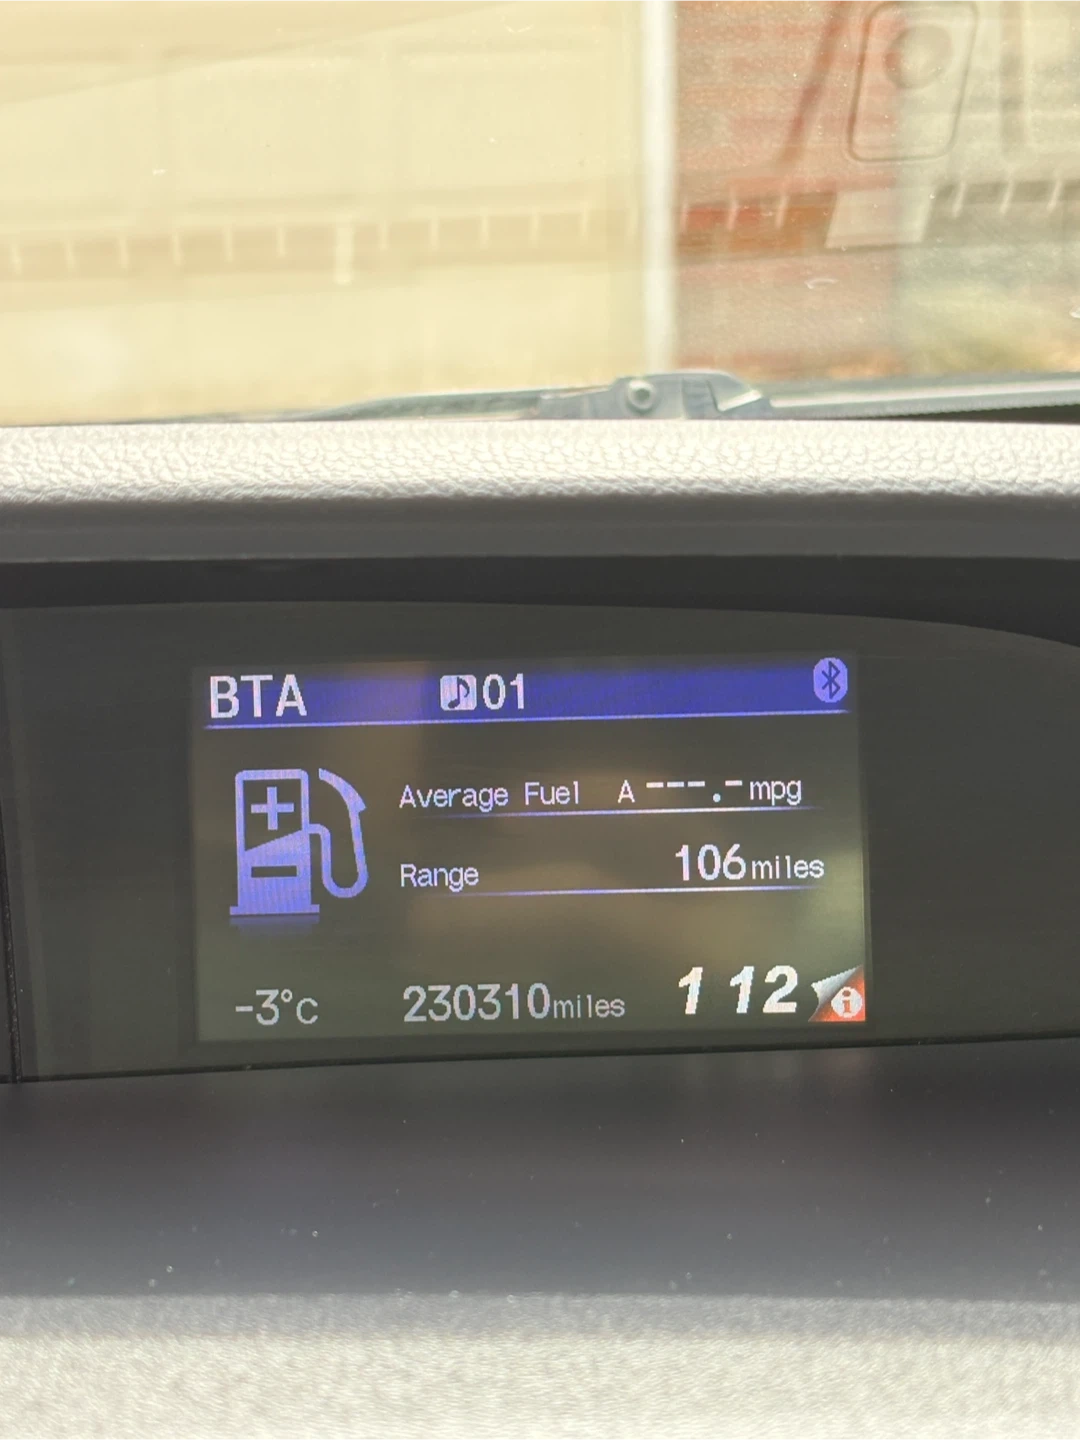 BTA 01
Average Fuel A ---.- mpg
Range 106 miles
-3°C 230310 miles 1 12 i